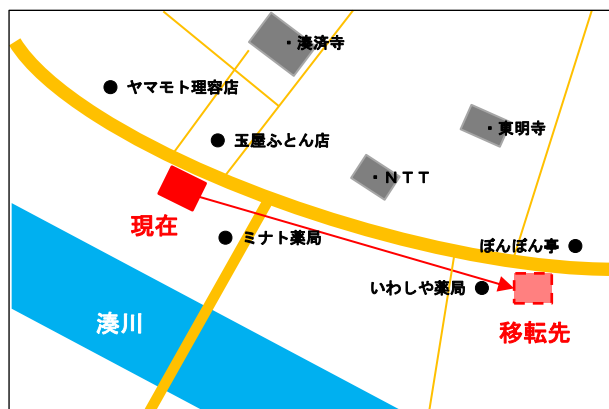 湊済寺
ヤマモト理容店
東明寺
玉屋ふとん店
ＮＴＴ
現在
ミナト薬局
ぽんぽん亭
いわしや薬局
湊川
移転先